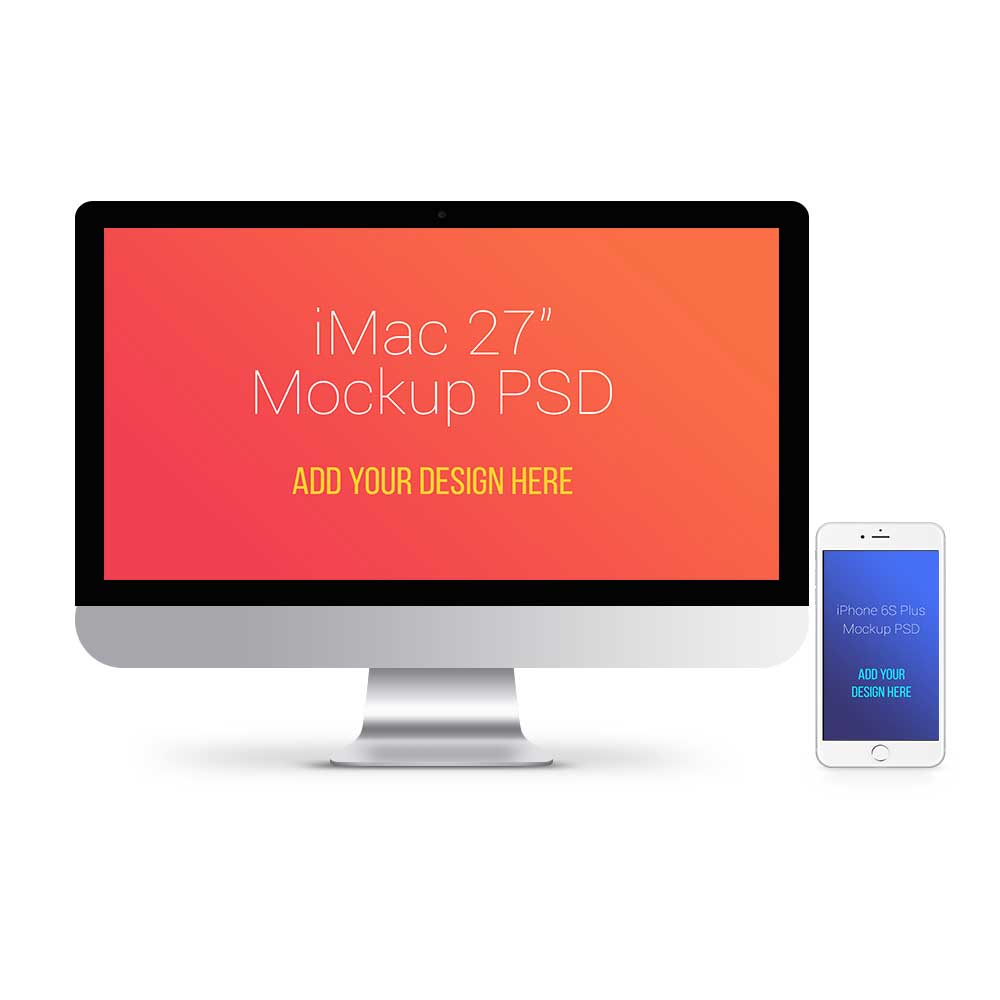 iMac 27”
Mockup PSD
ADD YOUR DESIGN HERE
iPhone 6S Plus
Mockup PSD
ADD YOUR
DESIGN HERE